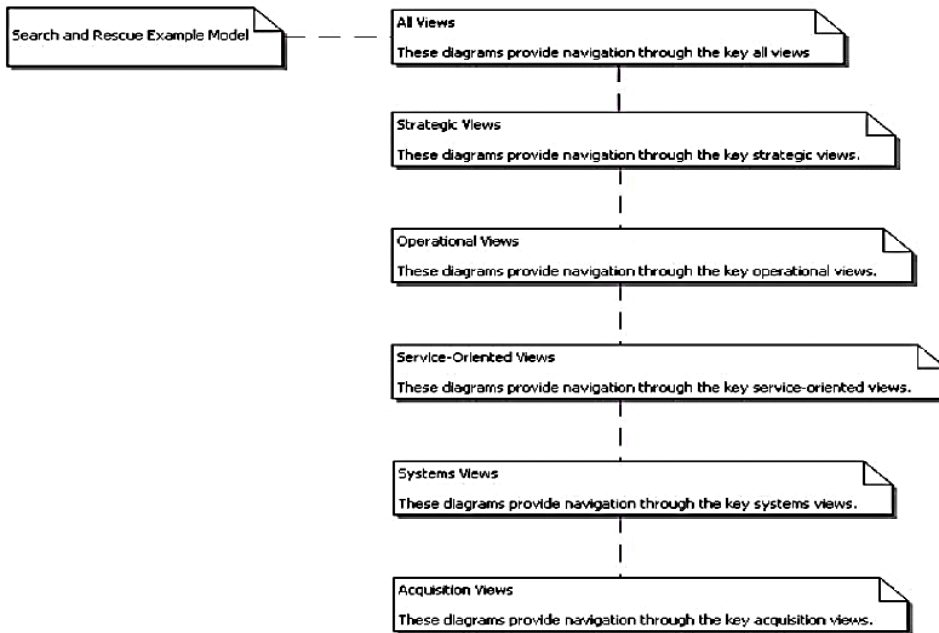 Search and Rescue Example Model
All Views
These diagrams provide navigation through the key all views
Strategic Views
These diagrams provide navigation through the key strategic views.
Operational Views
These diagrams provide navigation through the key operational views.
Service-Oriented Views
These diagrams provide navigation through the key service-oriented views.
Systems Views
These diagrams provide navigation through the key systems views.
Acquisition Views
These diagrams provide navigation through the key acquisition views.